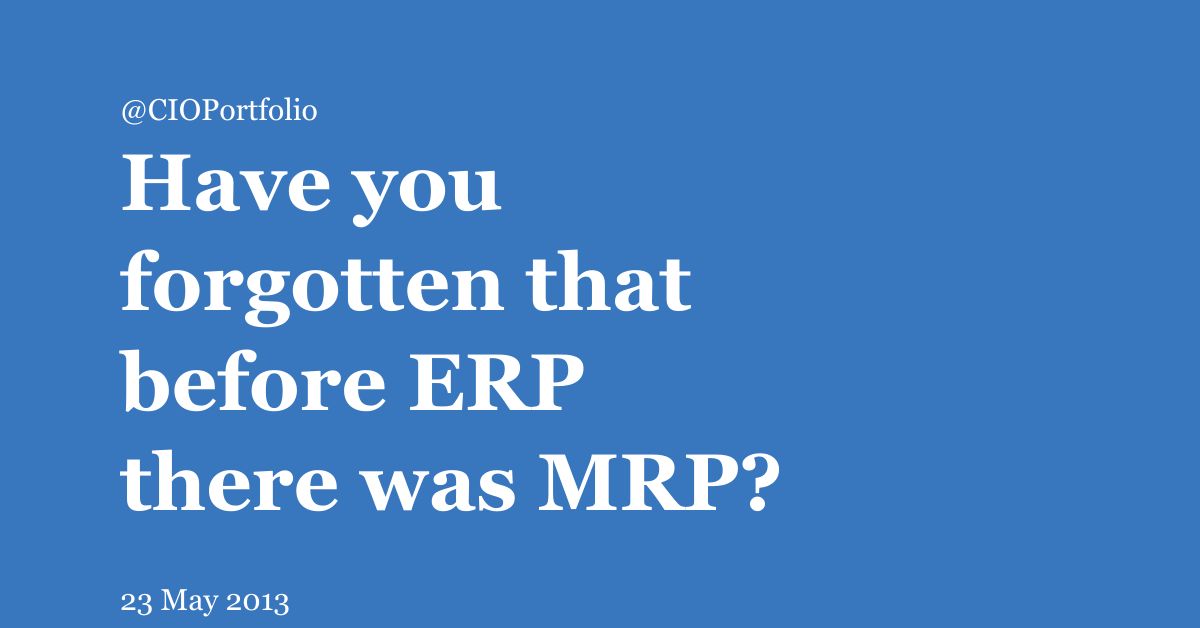 @CIOPortfolio
Have you
forgotten that
before ERP
there was MRP?
23 May 2013